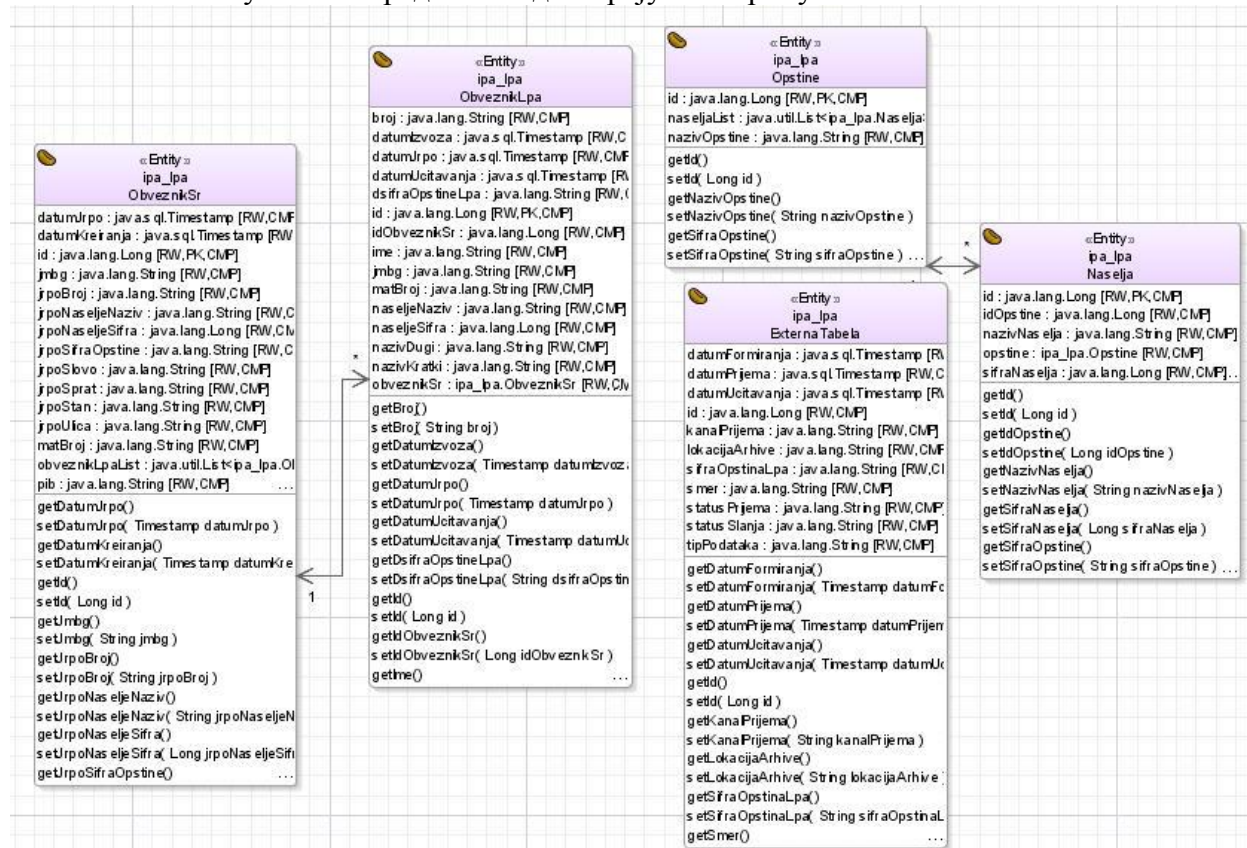 «Entity»
ipa_lpa
ObveznikSr
datumJrpo : java.sql.Timestamp [RW,CMP
datumKreiranja : java.sql.Timestamp [RW
id : java.lang.Long [RW,PK,CMP]
jmbg : java.lang.String [RW,CMP]
jrpoBroj : java.lang.String [RW,CMP]
jrpoNaseljeNaziv : java.lang.String [RW,C
jrpoNaseljeSifra : java.lang.Long [RW,CM
jrpoSifraOpstine : java.lang.String [RW,C
jrpoSlovo : java.lang.String [RW,CMP]
jrpoSprat : java.lang.String [RW,CMP]
jrpoStan : java.lang.String [RW,CMP]
jrpoUlica : java.lang.String [RW,CMP]
matBroj : java.lang.String [RW,CMP]
obveznikLpaList : java.util.List<ipa_lpa.Ol
pib : java.lang.String [RW,CMP] ...
getDatumJrpo()
setDatumJrpo( Timestamp datumJrpo )
getDatumKreiranja()
setDatumKreiranja( Timestamp datumKre
getId()
setId( Long id )
getJmbg()
setJmbg( String jmbg )
getJrpoBroj()
setJrpoBroj( String jrpoBroj )
getJrpoNaseljeNaziv()
setJrpoNaseljeNaziv( String jrpoNaseljeN
getJrpoNaseljeSifra()
setJrpoNaseljeSifra( Long jrpoNaseljeSifr
getJrpoSifraOpstine() ...
1
*
«Entity»
ipa_lpa
ObveznikLpa
broj : java.lang.String [RW,CMP]
datumIzvoza : java.sql.Timestamp [RW,C
datumJrpo : java.sql.Timestamp [RW,CMF
datumUcitavanja : java.sql.Timestamp [R\
dsifraOpstineLpa : java.lang.String [RW,(
id : java.lang.Long [RW,PK,CMP]
idObveznikSr : java.lang.Long [RW,CMP]
ime : java.lang.String [RW,CMP]
jmbg : java.lang.String [RW,CMP]
matBroj : java.lang.String [RW,CMP]
naseljeNaziv : java.lang.String [RW,CMP]
naseljeSifra : java.lang.Long [RW,CMP]
nazivDugi : java.lang.String [RW,CMP]
nazivKratki : java.lang.String [RW,CMP]
obveznikSr : ipa_lpa.ObveznikSr [RW,CM
getBroj()
setBroj( String broj )
getDatumIzvoza()
setDatumIzvoza( Timestamp datumIzvoz
getDatumJrpo()
setDatumJrpo( Timestamp datumJrpo )
getDatumUcitavanja()
setDatumUcitavanja( Timestamp datumUc
getDsifraOpstineLpa()
setDsifraOpstineLpa( String dsifraOpstin
getId()
setId( Long id )
getIdObveznikSr()
setIdObveznikSr( Long idObveznikSr )
getIme() ...
«Entity»
ipa_lpa
Opstine
id : java.lang.Long [RW,PK,CMP]
naseljaList : java.util.List<ipa_lpa.Naselja
nazivOpstine : java.lang.String [RW,CMP]
getId()
setId( Long id )
getNazivOpstine()
setNazivOpstine( String nazivOpstine )
getSifraOpstine()
setSifraOpstine( String sifraOpstine ) ...
«Entity»
ipa_lpa
ExternaTabela
datumFormiranja : java.sql.Timestamp [R\
datumPrijema : java.sql.Timestamp [RW,C
datumUcitavanja : java.sql.Timestamp [R\
id : java.lang.Long [RW,CMP]
kanalPrijema : java.lang.String [RW,CMP]
lokacijaArhive : java.lang.String [RW,CMF
sifraOpstinaLpa : java.lang.String [RW,CI
smer : java.lang.String [RW,CMP]
statusPrijema : java.lang.String [RW,CMP]
statusSlanja : java.lang.String [RW,CMP]
tipPodataka : java.lang.String [RW,CMP]
getDatumFormiranja()
setDatumFormiranja( Timestamp datumFc
getDatumPrijema()
setDatumPrijema( Timestamp datumPrijem
getDatumUcitavanja()
setDatumUcitavanja( Timestamp datumUc
getId()
setId( Long id )
getKanalPrijema()
setKanalPrijema( String kanalPrijema )
getLokacijaArhive()
setLokacijaArhive( String lokacijaArhive )
getSifraOpstinaLpa()
setSifraOpstinaLpa( String sifraOpstinaL
getSmer() ...
*
«Entity»
ipa_lpa
Naselja
id : java.lang.Long [RW,PK,CMP]
idOpstine : java.lang.Long [RW,CMP]
nazivNaselja : java.lang.String [RW,CMP]
opstine : ipa_lpa.Opstine [RW,CMP]
sifraNaselja : java.lang.Long [RW,CMP]...
getId()
setId( Long id )
getIdOpstine()
setIdOpstine( Long idOpstine )
getNazivNaselja()
setNazivNaselja( String nazivNaselja )
getSifraNaselja()
setSifraNaselja( Long sifraNaselja )
getSifraOpstine()
setSifraOpstine( String sifraOpstine ) ...